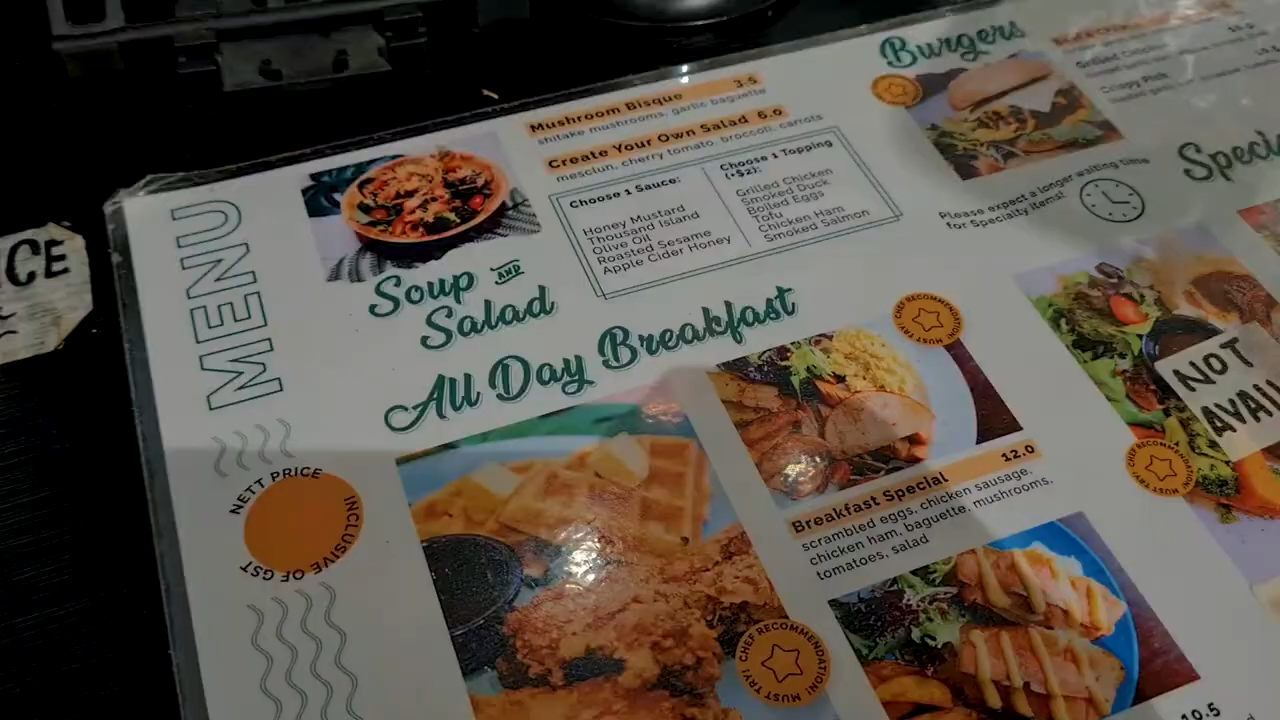 CE
MENU
NETT PRICE
INCLUSIVE OF GST
Soup AND
Salad
Mushroom Bisque 3.5
shitake mushrooms, garlic baguette
Create Your Own Salad 6.0
mesclun, cherry tomato, broccoli, carrots
Choose 1 Sauce:
Honey Mustard
Thousand Island
Olive Oil
Roasted Sesame
Apple Cider Honey
Choose 1 Topping
(+$2):
Grilled Chicken
Smoked Duck
Boiled Eggs
Tofu
Chicken Ham
Smoked Salmon
All Day Breakfast
CHEF RECOMMENDATION! MUST TRY!
Breakfast Special 12.0
scrambled eggs, chicken sausage,
chicken ham, baguette, mushrooms,
tomatoes, salad
CHEF RECOMMENDATION! MUST TRY!
10.5
Burgers
Grilled Chicken
Crispy Fish
Please expect a longer waiting time
for Specialty items!
Speci
NOT
AVAI
CHEF RECOMMENDATION! MUST TRY!